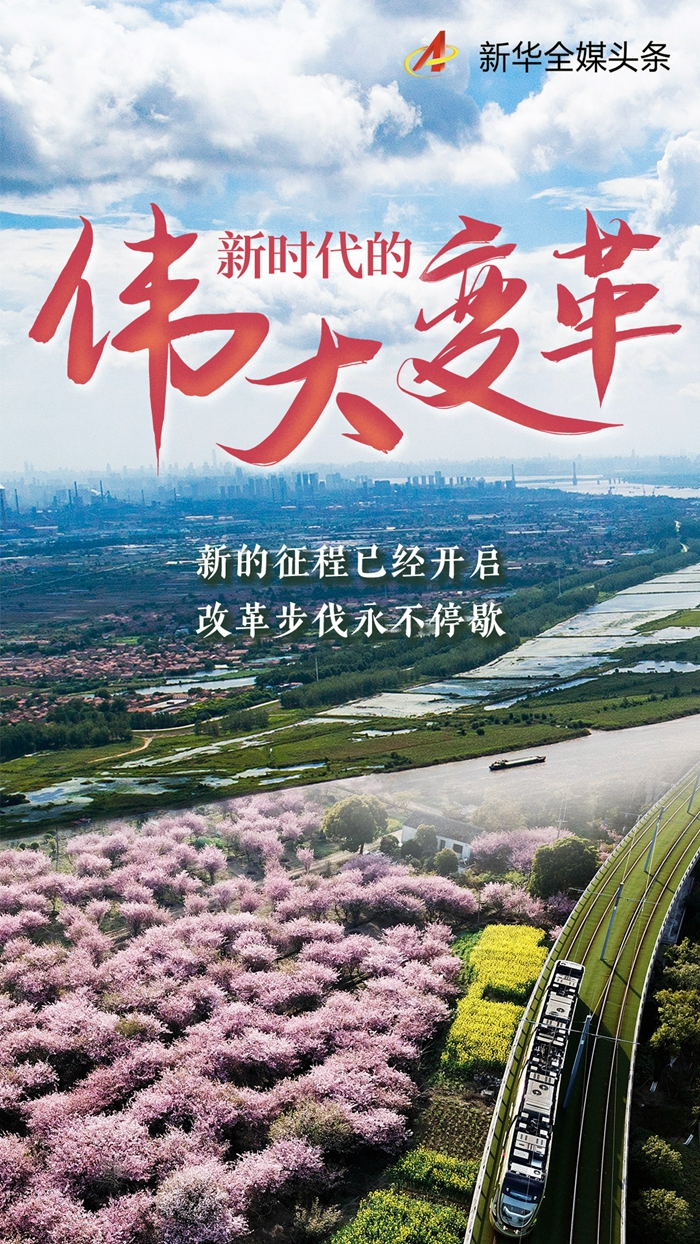 新华全媒头条
新时代的
伟大变革
新的征程已经开启
改革步伐永不停歇